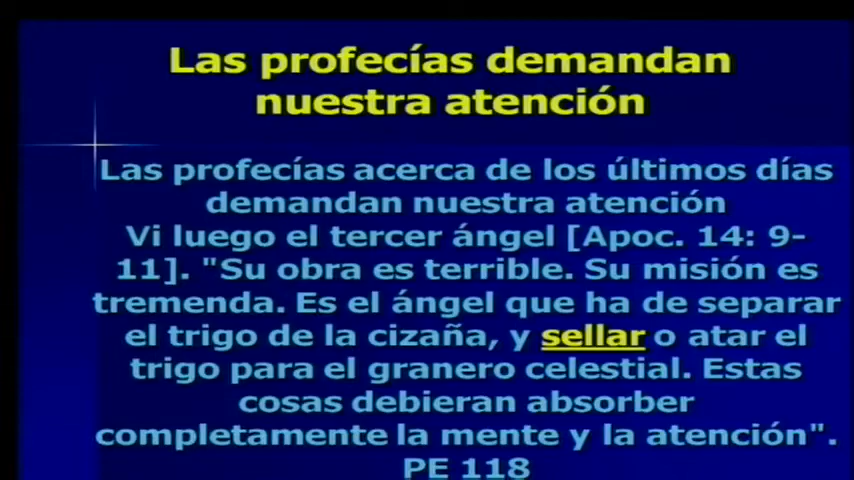 Las profecías demandan
nuestra atención
Las profecías acerca de los últimos días
demandan nuestra atención
Vi luego el tercer ángel [Apoc. 14: 9-
11]. "Su obra es terrible. Su misión es
tremenda. Es el ángel que ha de separar
el trigo de la cizaña, y sellar o atar el
trigo para el granero celestial. Estas
cosas debieran absorber
completamente la mente y la atención".
PE 118